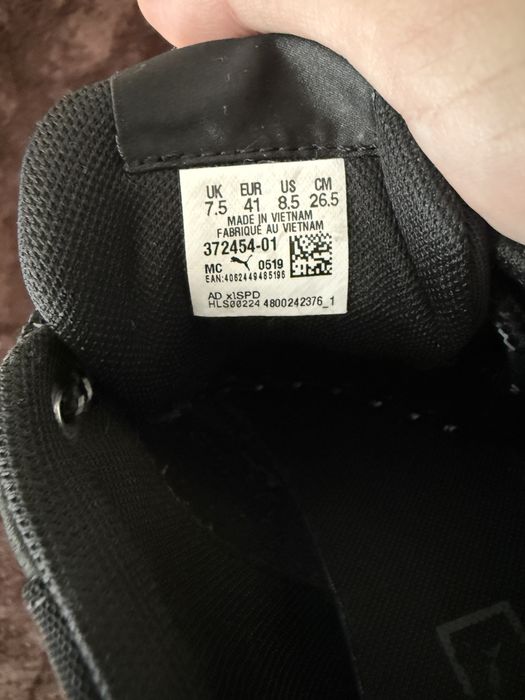 UK EUR US CM
7.5 41 8.5 26.5
MADE IN VIETNAM
FABRIQUÉ AU VIETNAM
372454-01
MC 0519
EAN:4062449485196
AD xlSPD
HLS00224 4800242376_1